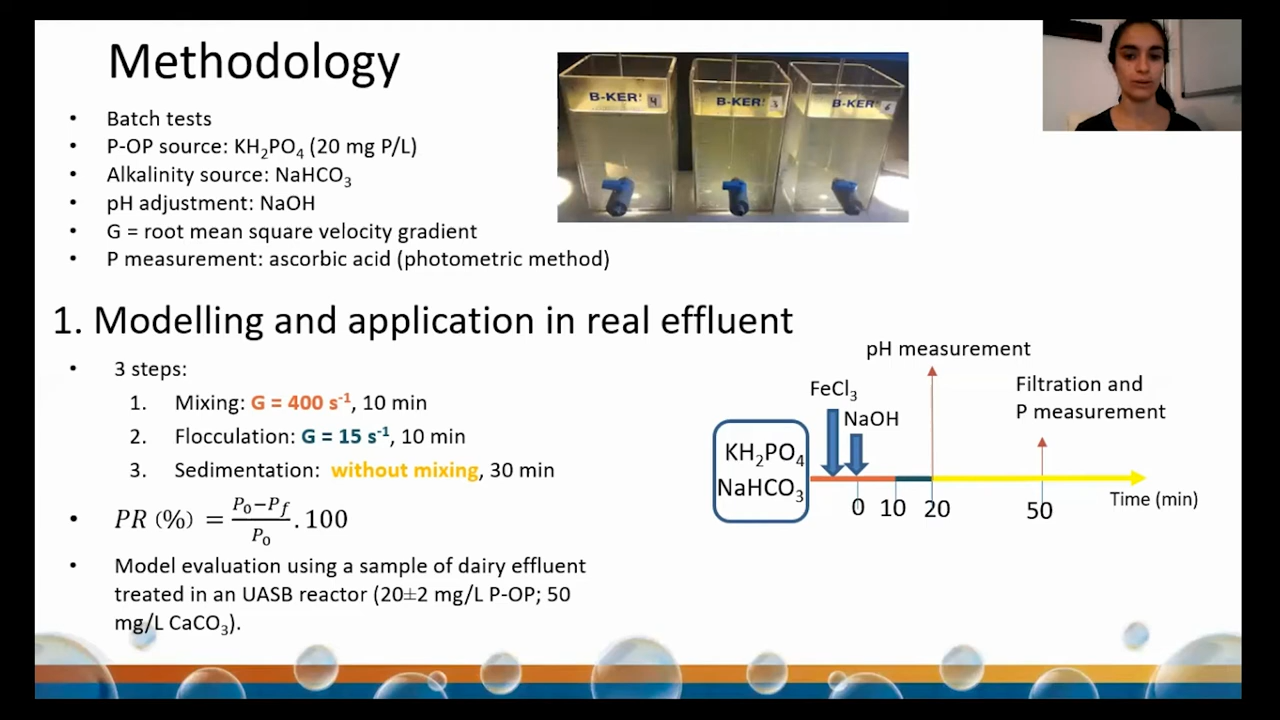 Methodology
B-KER² 4
B-KER² 3
B-KER² 6
• Batch tests
• P-OP source: KH₂PO₄ (20 mg P/L)
• Alkalinity source: NaHCO₃
• pH adjustment: NaOH
• G = root mean square velocity gradient
• P measurement: ascorbic acid (photometric method)
1. Modelling and application in real effluent
• 3 steps:
1. Mixing: G = 400 s⁻¹, 10 min
2. Flocculation: G = 15 s⁻¹, 10 min
3. Sedimentation: without mixing, 30 min
• PR (%) = (P₀−P_f)/P₀ . 100
• Model evaluation using a sample of dairy effluent
treated in an UASB reactor (20±2 mg/L P-OP; 50
mg/L CaCO₃).
pH measurement
Filtration and
P measurement
FeCl₃
NaOH
KH₂PO₄
NaHCO₃
0 10 20 50
Time (min)